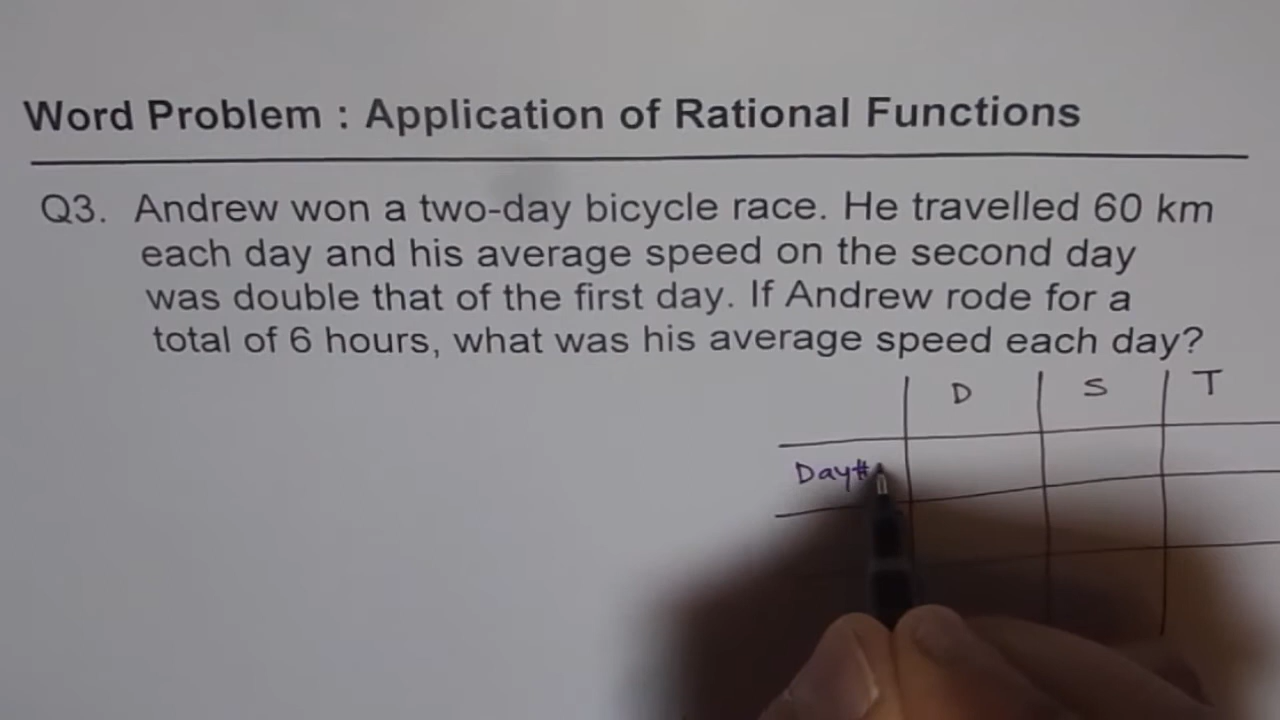 Word Problem : Application of Rational Functions
Q3. Andrew won a two-day bicycle race. He travelled 60 km
each day and his average speed on the second day
was double that of the first day. If Andrew rode for a
total of 6 hours, what was his average speed each day?
D S T
Day#